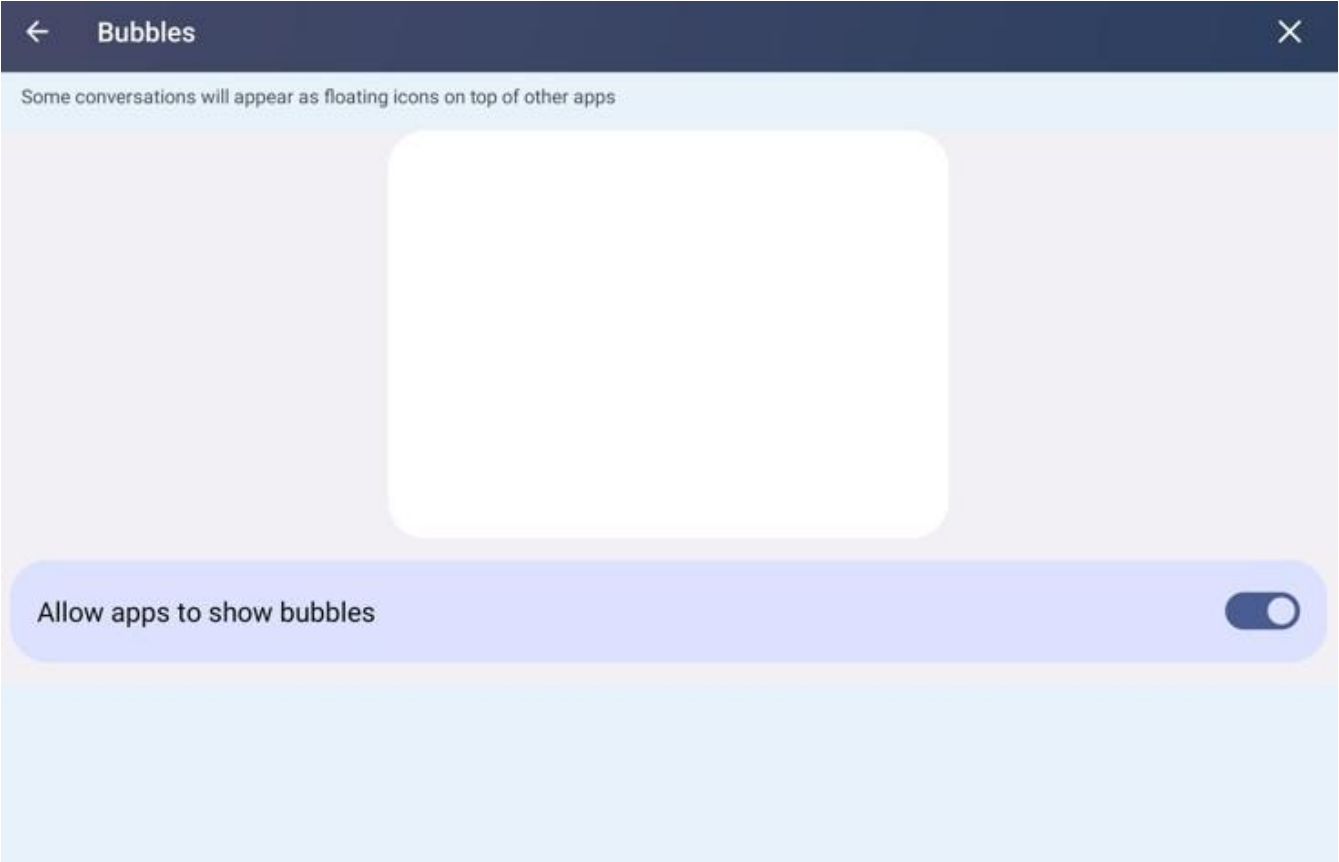 Bubbles
Some conversations will appear as floating icons on top of other apps
Allow apps to show bubbles